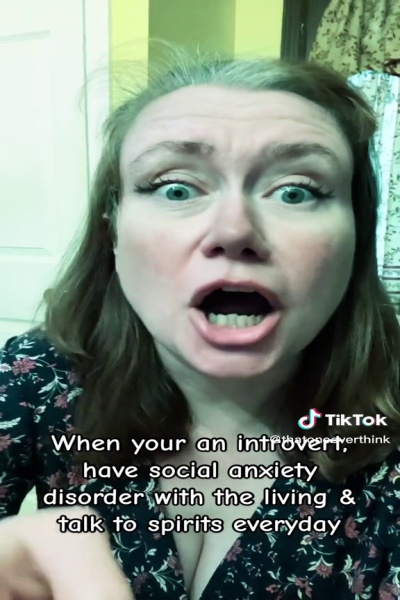 TikTok
When your an introvert,
have social anxiety
disorder with the living &
talk to spirits everyday